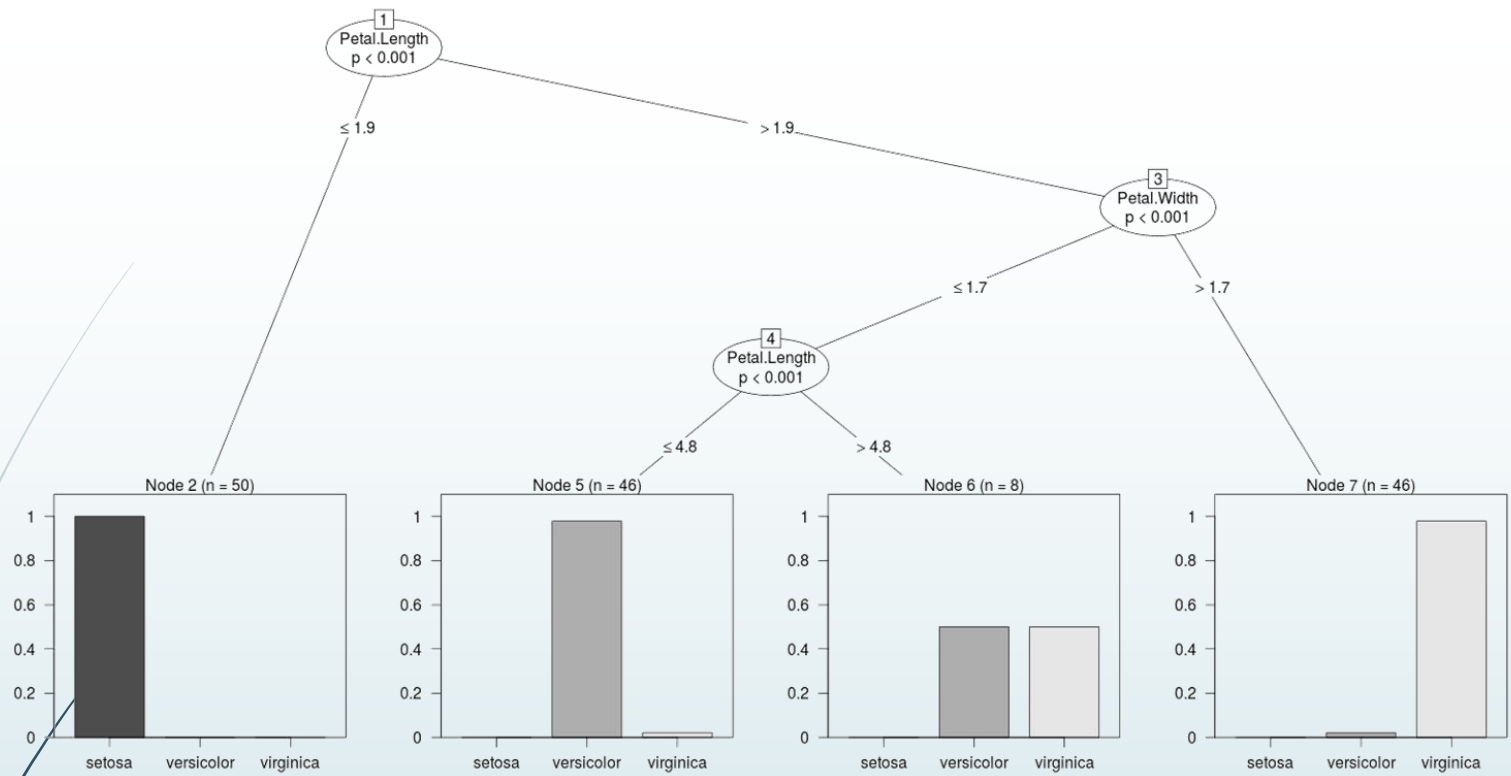 1
Petal.Length
p < 0.001
≤ 1.9
> 1.9
3
Petal.Width
p < 0.001
≤ 1.7
> 1.7
4
Petal.Length
p < 0.001
≤ 4.8
> 4.8
Node 2 (n = 50)
1
0.8
0.6
0.4
0.2
0
setosa versicolor virginica
Node 5 (n = 46)
1
0.8
0.6
0.4
0.2
0
setosa versicolor virginica
Node 6 (n = 8)
1
0.8
0.6
0.4
0.2
0
setosa versicolor virginica
Node 7 (n = 46)
1
0.8
0.6
0.4
0.2
0
setosa versicolor virginica